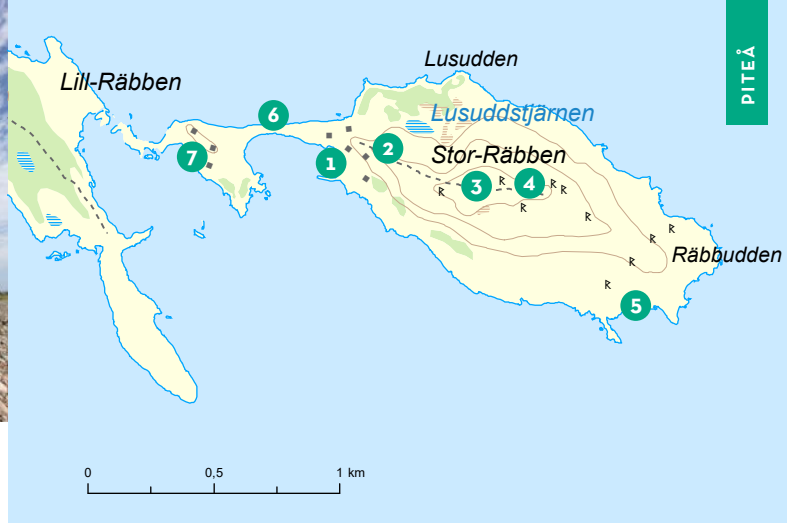 PITEÅ
Lusudden
Lill-Räbben
Lusuddstjärnen
6
2
1
7
Stor-Räbben
3
4
Räbbudden
5
0
0,5
1 km